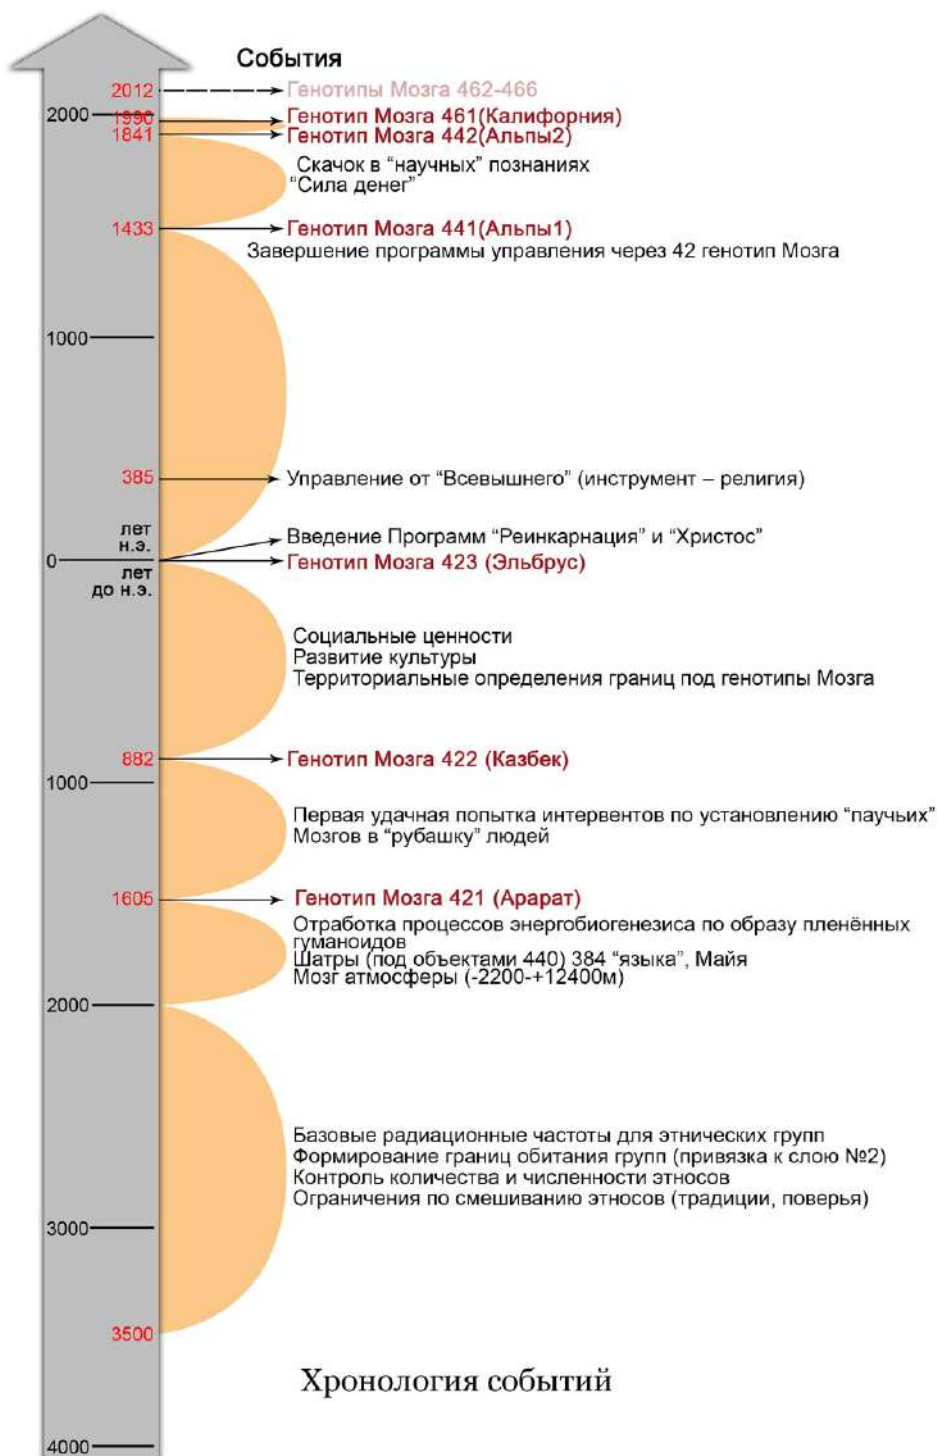 События
2012
Генотипы Мозга 462-466
2000
1990
Генотип Мозга 461(Калифорния)
1841
Генотип Мозга 442(Альпы2)
Скачок в “научных” познаниях
“Сила денег”
1433
Генотип Мозга 441(Альпы1)
Завершение программы управления через 42 генотип Мозга
1000
385
Управление от “Всевышнего” (инструмент – религия)
лет
н.э.
Введение Программ “Реинкарнация” и “Христос”
0
Генотип Мозга 423 (Эльбрус)
лет
до н.э.
Социальные ценности
Развитие культуры
Территориальные определения границ под генотипы Мозга
882
Генотип Мозга 422 (Казбек)
1000
Первая удачная попытка интервентов по установлению “паучьих”
Мозгов в “рубашку” людей
1605
Генотип Мозга 421 (Арарат)
Отработка процессов энергобиогенезиса по образу пленённых
гуманоидов
Шатры (под объектами 440) 384 “языка”, Майя
Мозг атмосферы (-2200-+12400м)
2000
Базовые радиационные частоты для этнических групп
Формирование границ обитания групп (привязка к слою №2)
Контроль количества и численности этносов
Ограничения по смешиванию этносов (традиции, поверья)
3000
3500
Хронология событий
4000